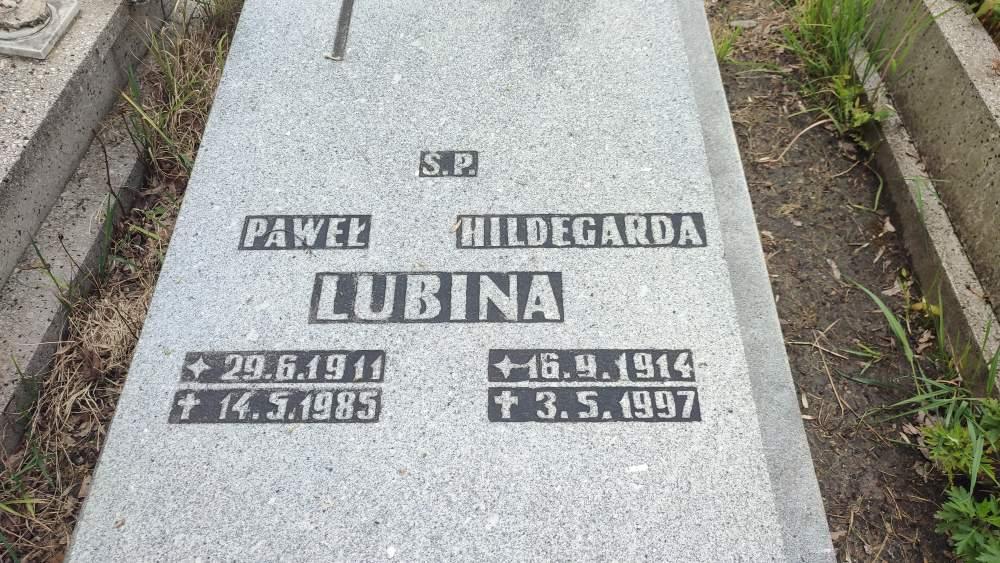 Ś.P.
PAWEŁ HILDEGARDA
LUBINA
29.6.1911 16.9.1914
✝ 14.5.1985 ✝ 3.5.1997